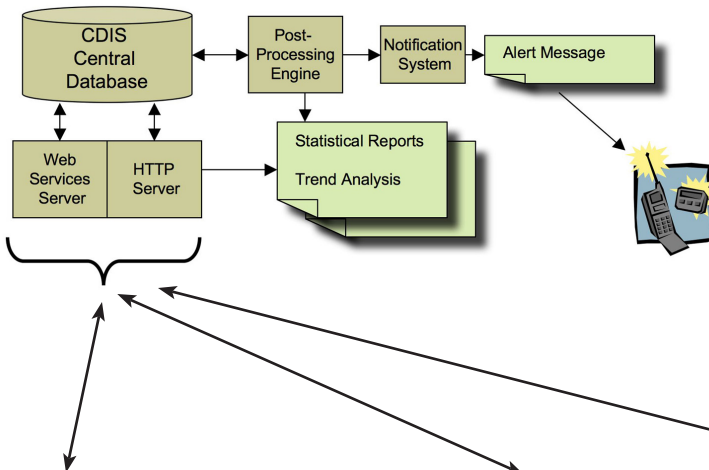 CDIS
Central
Database
Post-
Processing
Engine
Notification
System
Alert Message
Web
Services
Server
HTTP
Server
Statistical Reports
Trend Analysis